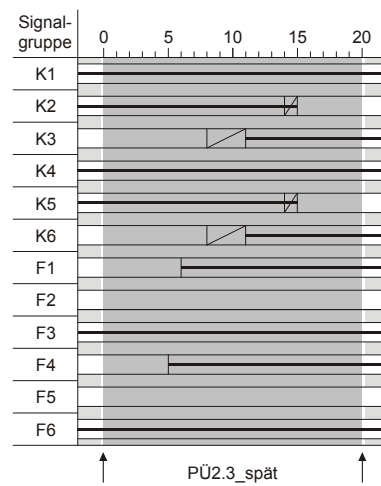 Signal-
gruppe
0 5 10 15 20
K1
K2
K3
K4
K5
K6
F1
F2
F3
F4
F5
F6
PÜ2.3_spät